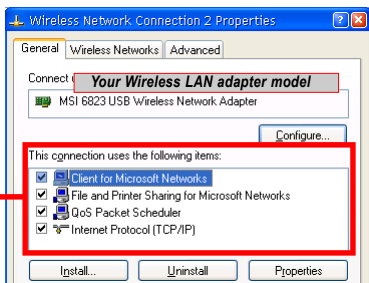 Wireless Network Connection 2 Properties
General Wireless Networks Advanced
Connect
Your Wireless LAN adapter model
MSI 6823 USB Wireless Network Adapter
Configure...
This connection uses the following items:
Client for Microsoft Networks
File and Printer Sharing for Microsoft Networks
QoS Packet Scheduler
Internet Protocol (TCP/IP)
Install... Uninstall Properties